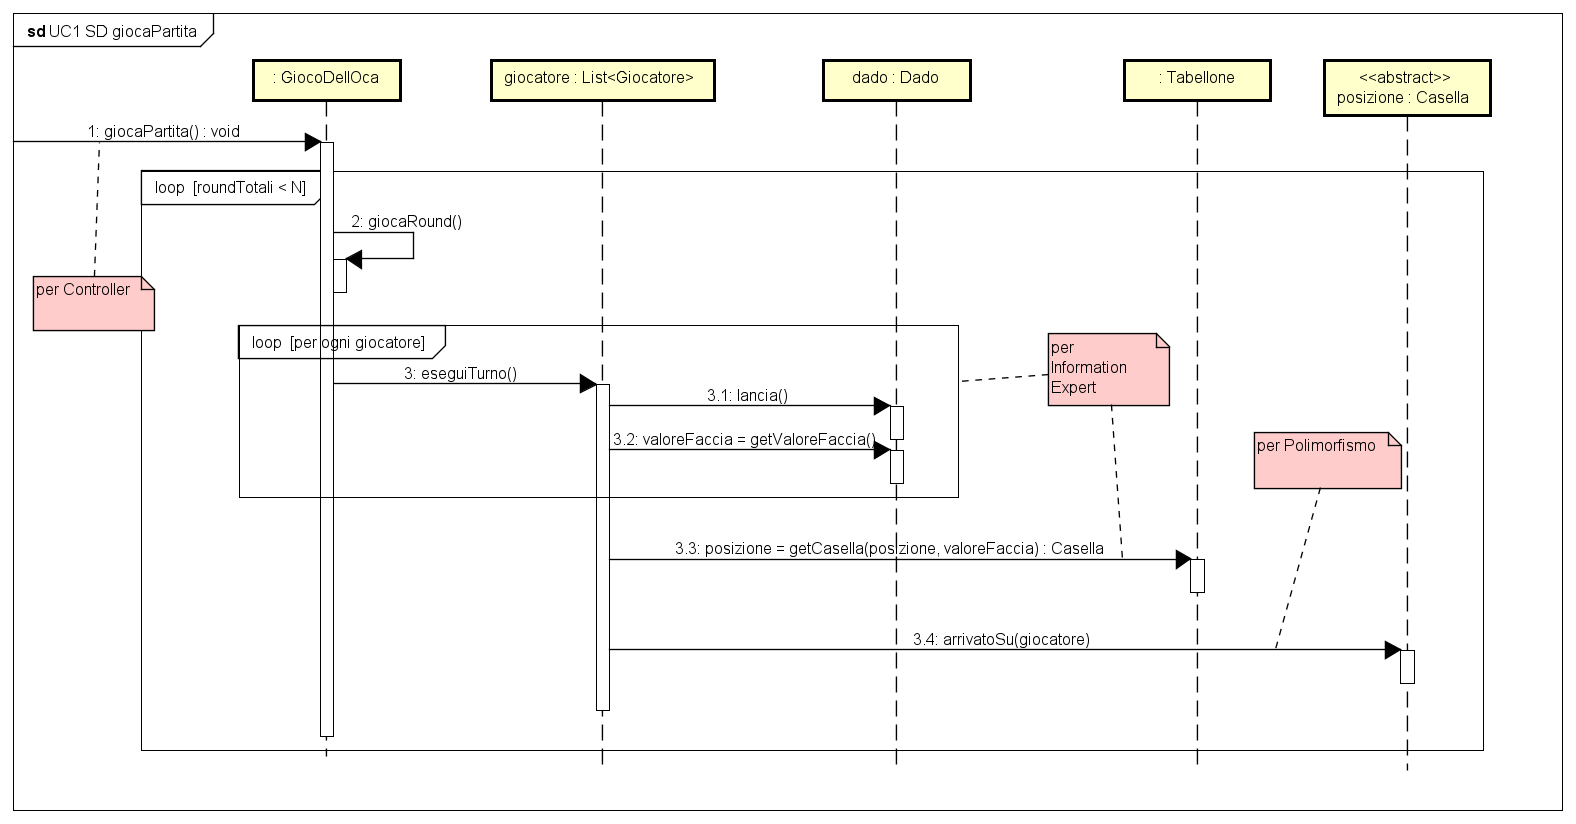 sd UC1 SD giocaPartita
: GiocoDellOca
giocatore : List<Giocatore>
dado : Dado
: Tabellone
<<abstract>>
posizione : Casella
1: giocaPartita() : void
loop [roundTotali < N]
2: giocaRound()
per Controller
loop [per ogni giocatore]
per
Information
Expert
3: eseguiTurno()
3.1: lancia()
3.2: valoreFaccia = getValoreFaccia()
per Polimorfismo
3.3: posizione = getCasella(posizione, valoreFaccia) : Casella
3.4: arrivatoSu(giocatore)